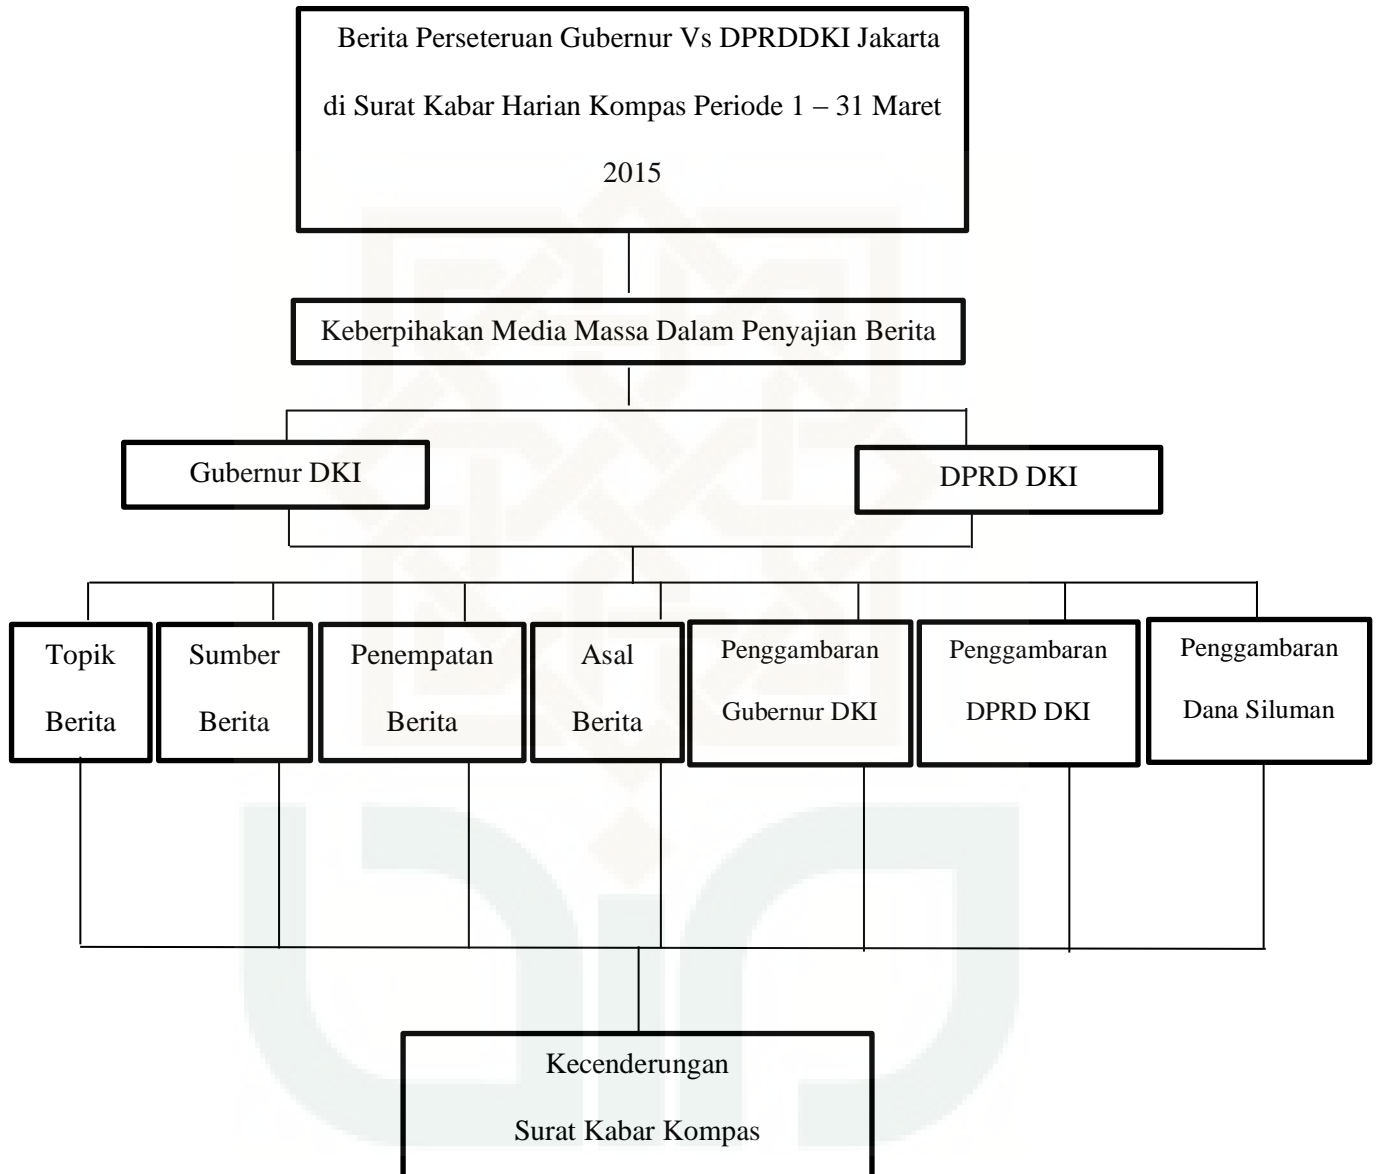 Berita Perseteruan Gubernur Vs DPRDDKI Jakarta
di Surat Kabar Harian Kompas Periode 1 – 31 Maret
2015
Keberpihakan Media Massa Dalam Penyajian Berita
Gubernur DKI
DPRD DKI
Topik
Berita
Sumber
Berita
Penempatan
Berita
Asal
Berita
Penggambaran
Gubernur DKI
Penggambaran
DPRD DKI
Penggambaran
Dana Siluman
Kecenderungan
Surat Kabar Kompas